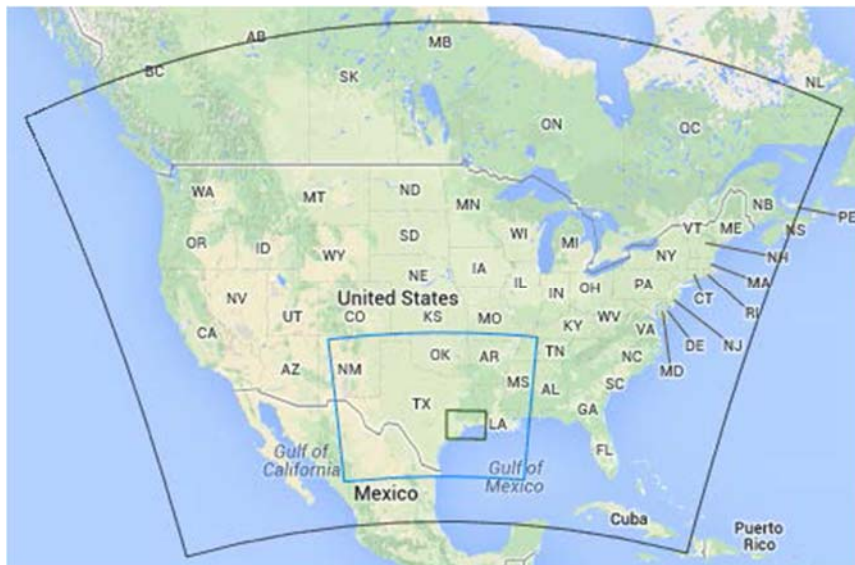 AB
MB
BC
SK
NL
ON
QC
WA
MT
ND
MN
NB
PE
OR
ID
SD
WI
MI
VT
ME
NS
WY
NY
NH
NE
IA
IL
IN
OH
PA
MA
NV
UT
CO
United States
KS
MO
KY
WV
CT
RI
CA
VA
DE
NJ
AZ
NM
OK
AR
TN
NC
MD
TX
MS
AL
SC
LA
GA
FL
Gulf of
California
Gulf of
Mexico
Mexico
Cuba
Puerto
Rico